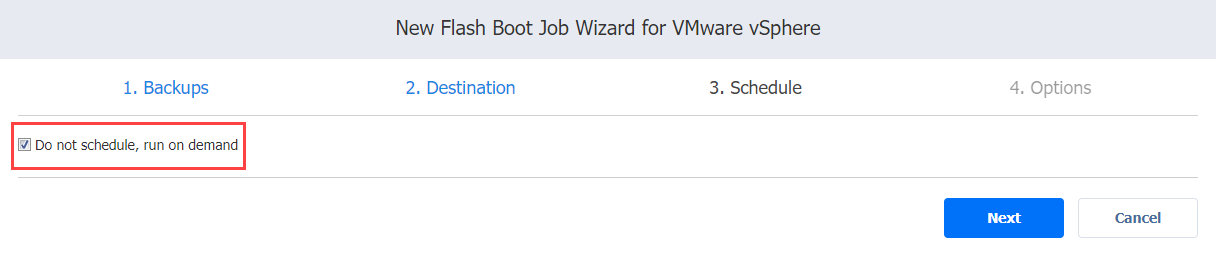 New Flash Boot Job Wizard for VMware vSphere
1. Backups
2. Destination
3. Schedule
4. Options
Do not schedule, run on demand
Next
Cancel